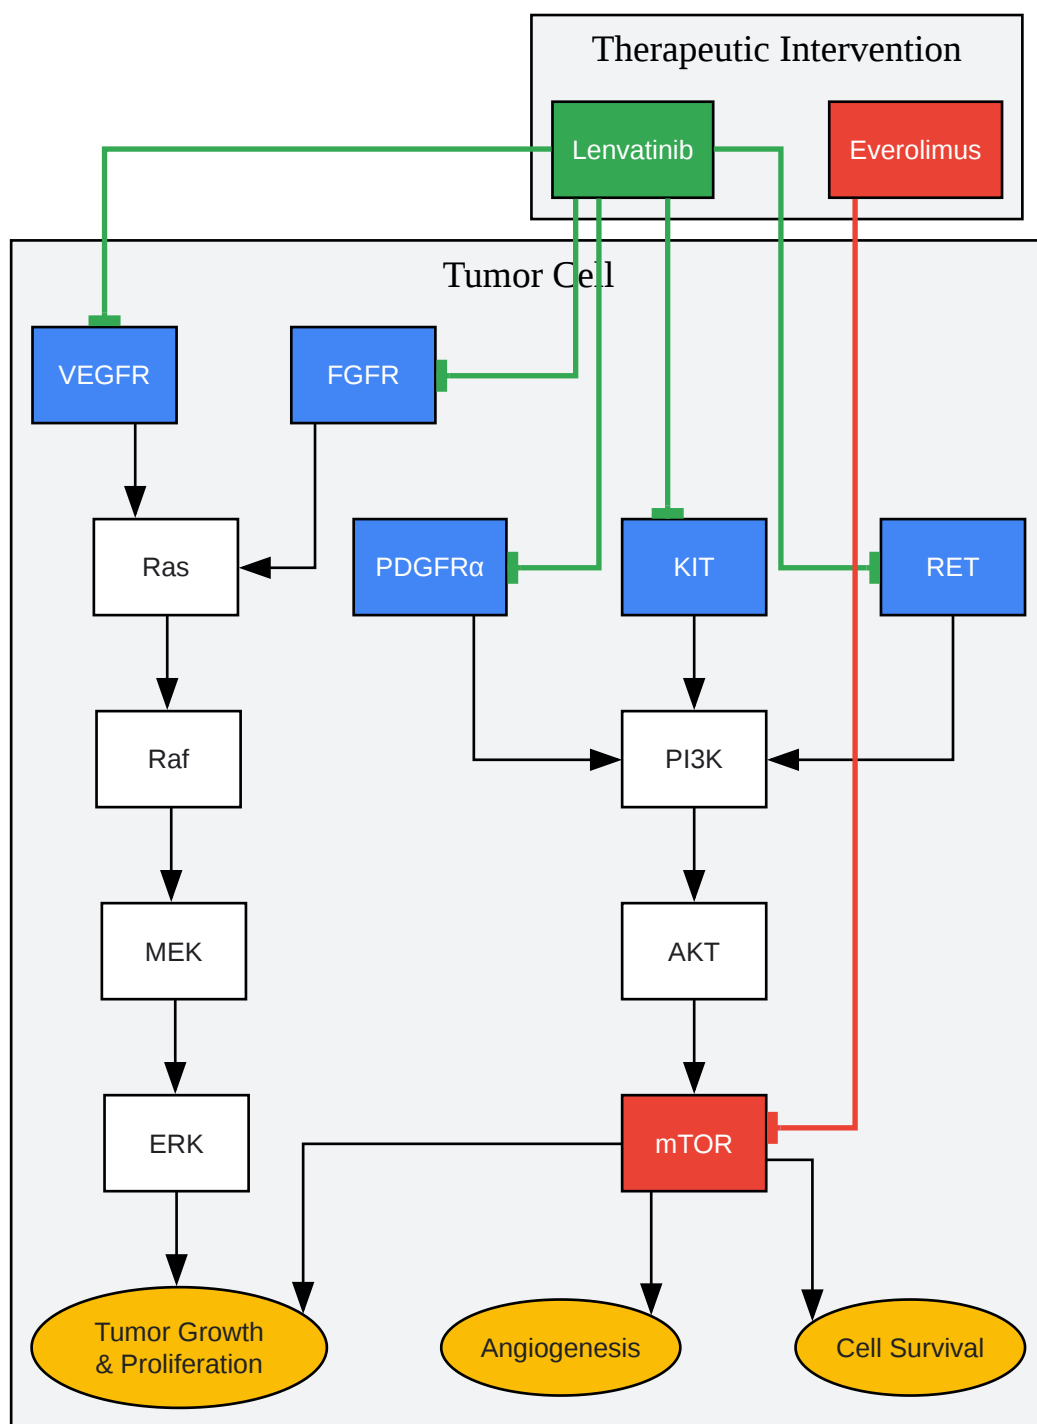 Therapeutic Intervention
Lenvatinib
Everolimus
Tumor Cell
VEGFR
FGFR
Ras
PDGFRα
KIT
RET
Raf
PI3K
MEK
AKT
ERK
mTOR
Tumor Growth
& Proliferation
Angiogenesis
Cell Survival